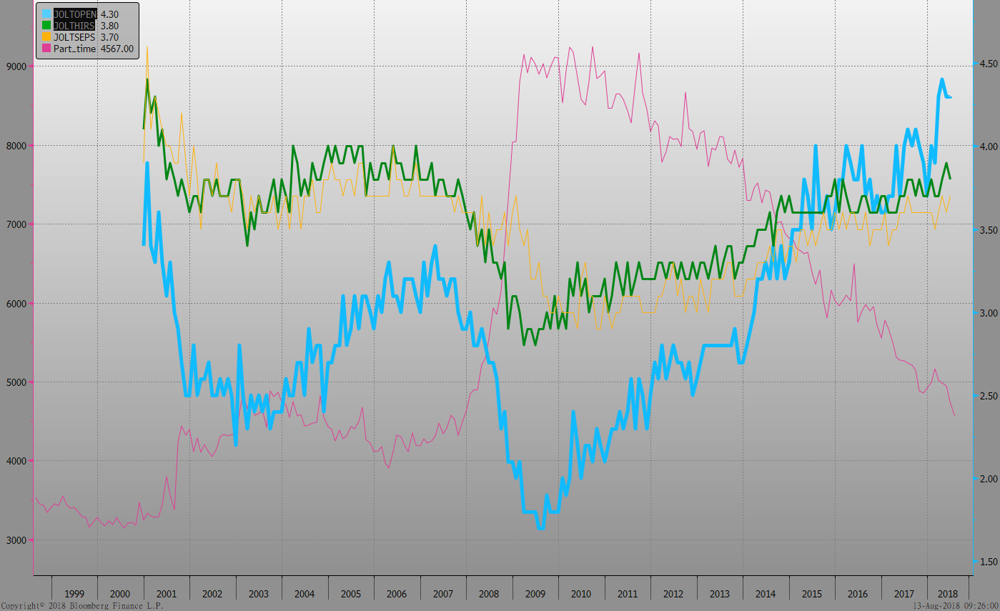 JOLTOPEN 4.30
JOLTHIRS 3.80
JOLTSEPS 3.70
Part_time 4567.00
9000
8000
7000
6000
5000
4000
3000
4.50
4.00
3.50
3.00
2.50
2.00
1.50
1999 2000 2001 2002 2003 2004 2005 2006 2007 2008 2009 2010 2011 2012 2013 2014 2015 2016 2017 2018
Copyright© 2018 Bloomberg Finance L.P. 13-Aug-2018 09:26:00